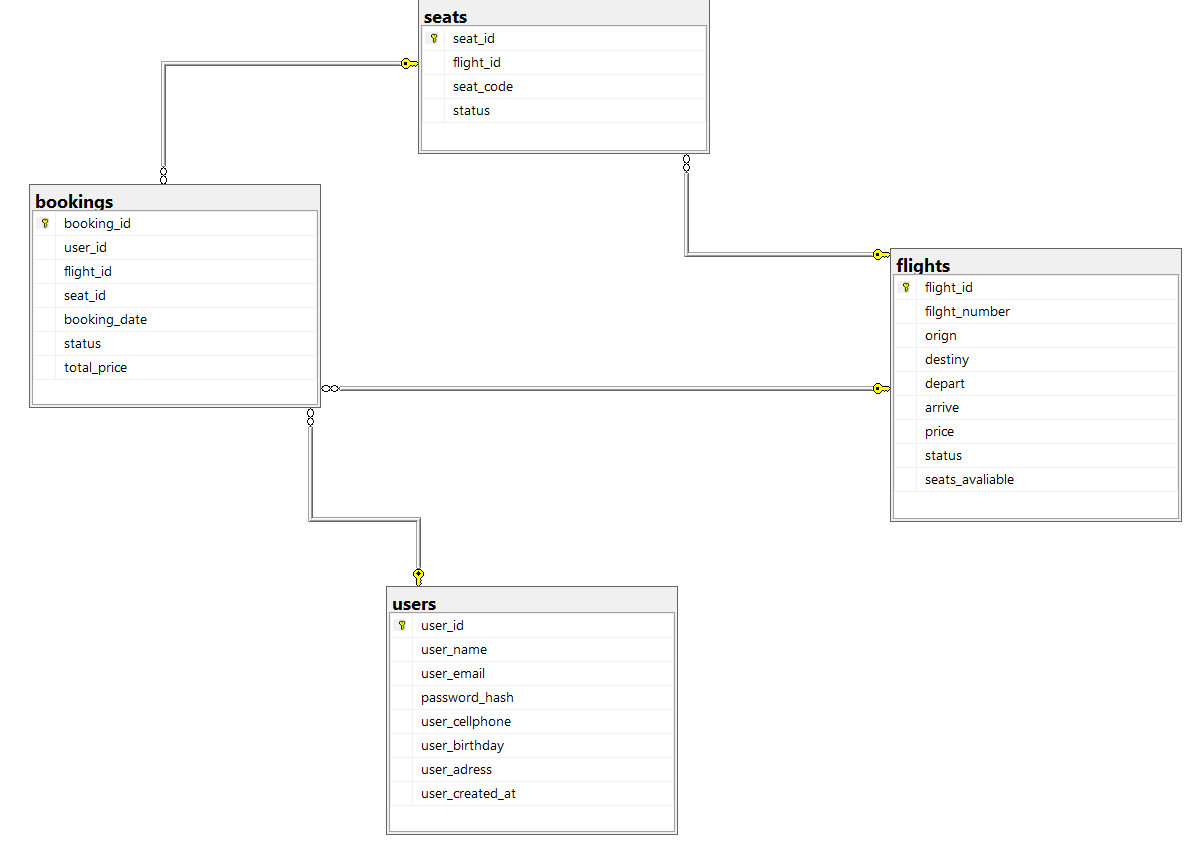 seats
seat_id
flight_id
seat_code
status
bookings
booking_id
user_id
flight_id
seat_id
booking_date
status
total_price
flights
flight_id
filght_number
orign
destiny
depart
arrive
price
status
seats_avaliable
users
user_id
user_name
user_email
password_hash
user_cellphone
user_birthday
user_adress
user_created_at